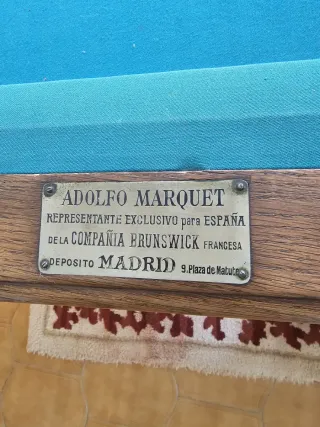 ADOLFO MARQUET
REPRESENTANTE EXCLUSIVO para ESPAÑA
DE LA COMPAÑIA BRUNSWICK FRANCESA
DEPOSITO MADRID 9. Plaza de Matute